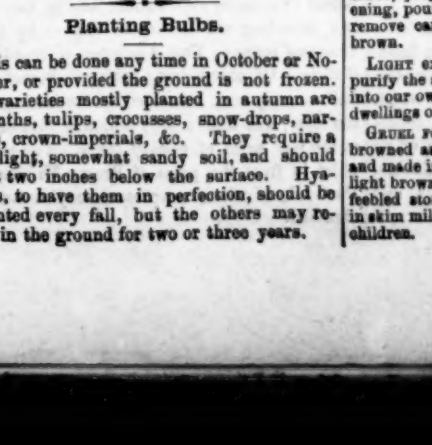 Planting Bulbs.
is can be done any time in October or No-
er, or provided the ground is not frozen.
varieties mostly planted in autumn are
nths, tulips, crocusses, snow-drops, nar-
, crown-imperials, &c. They require a
light, somewhat sandy soil, and should
two inches below the surface. Hya-
s, to have them in perfection, should be
nted every fall, but the others may re-
in the ground for two or three years.
ening, pou
remove ca
brown.
LIGHT e
purify the
into our ow
dwellings o
GRUEL F
browned a
and made i
light brown
feebled sto
in skim mil
children.